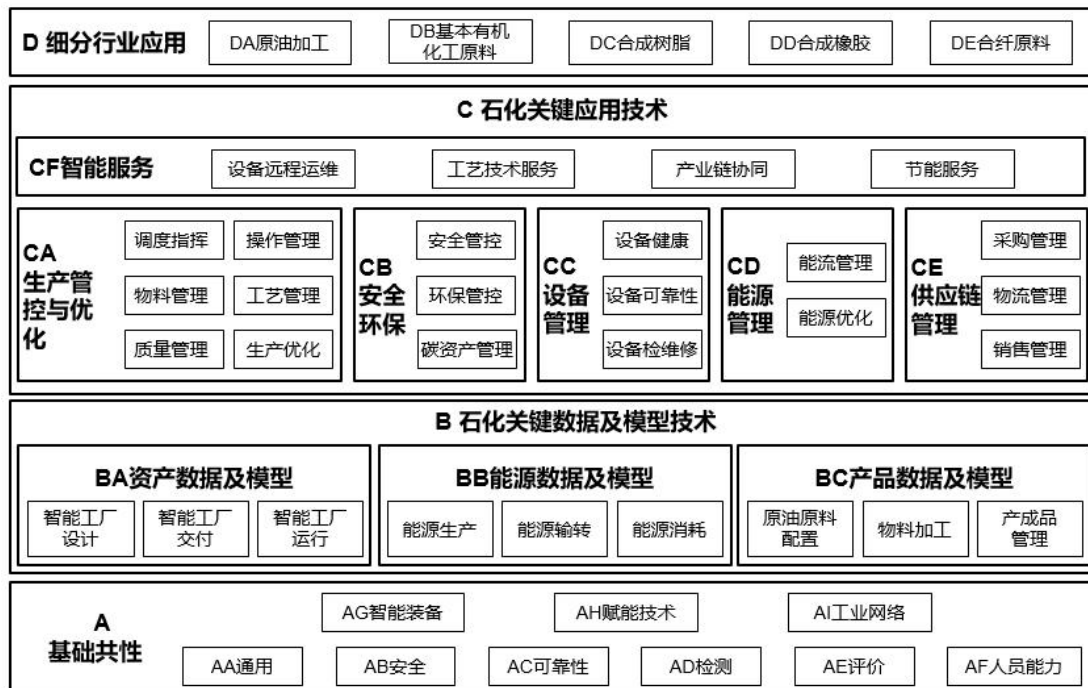 D 细分行业应用
DA原油加工
DB基本有机
化工原料
DC合成树脂
DD合成橡胶
DE合纤原料
C 石化关键应用技术
CF智能服务
设备远程运维
工艺技术服务
产业链协同
节能服务
CA
生产管
控与优
化
调度指挥
操作管理
物料管理
工艺管理
质量管理
生产优化
CB
安全
环保
安全管控
环保管控
碳资产管理
CC
设备
管理
设备健康
设备可靠性
设备检维修
CD
能源
管理
能流管理
能源优化
CE
供应链
管理
采购管理
物流管理
销售管理
B 石化关键数据及模型技术
BA资产数据及模型
智能工厂
设计
智能工厂
交付
智能工厂
运行
BB能源数据及模型
能源生产
能源输转
能源消耗
BC产品数据及模型
原油原料
配置
物料加工
产成品
管理
A
基础共性
AG智能装备
AH赋能技术
AI工业网络
AA通用
AB安全
AC可靠性
AD检测
AE评价
AF人员能力